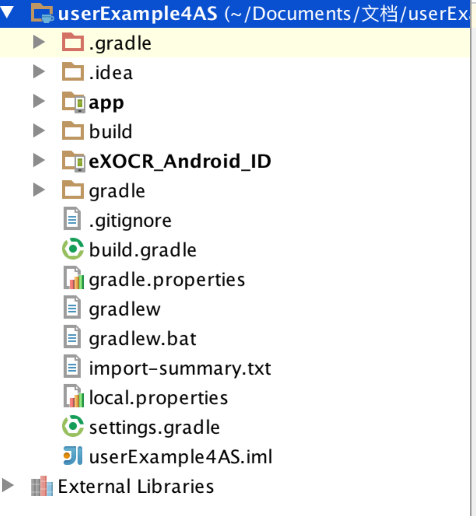 userExample4AS (~/Documents/文档/userEx
.gradle
.idea
app
build
eXOCR_Android_ID
gradle
.gitignore
build.gradle
gradle.properties
gradlew
gradlew.bat
import-summary.txt
local.properties
settings.gradle
userExample4AS.iml
External Libraries